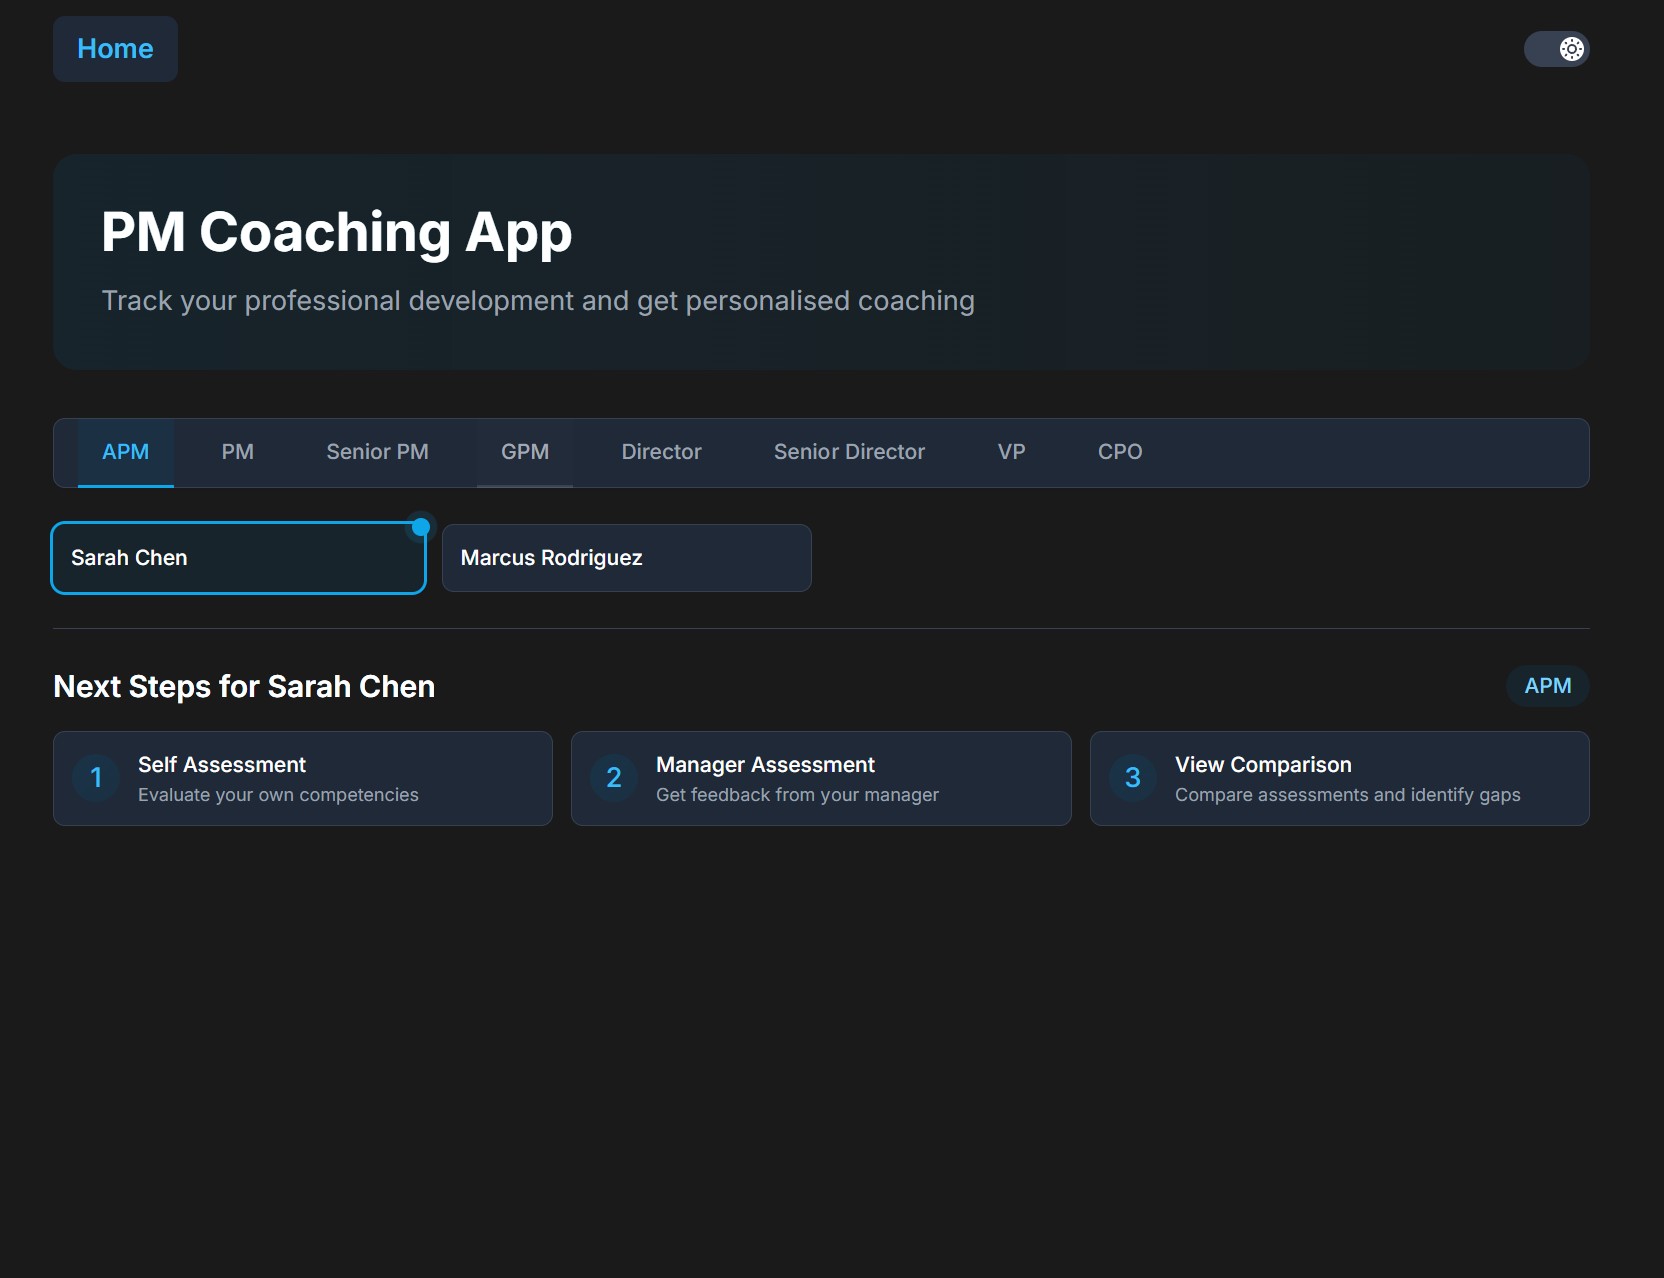 Home
PM Coaching App
Track your professional development and get personalised coaching
APM PM Senior PM GPM Director Senior Director VP CPO
Sarah Chen Marcus Rodriguez
Next Steps for Sarah Chen APM
1 Self Assessment
Evaluate your own competencies
2 Manager Assessment
Get feedback from your manager
3 View Comparison
Compare assessments and identify gaps